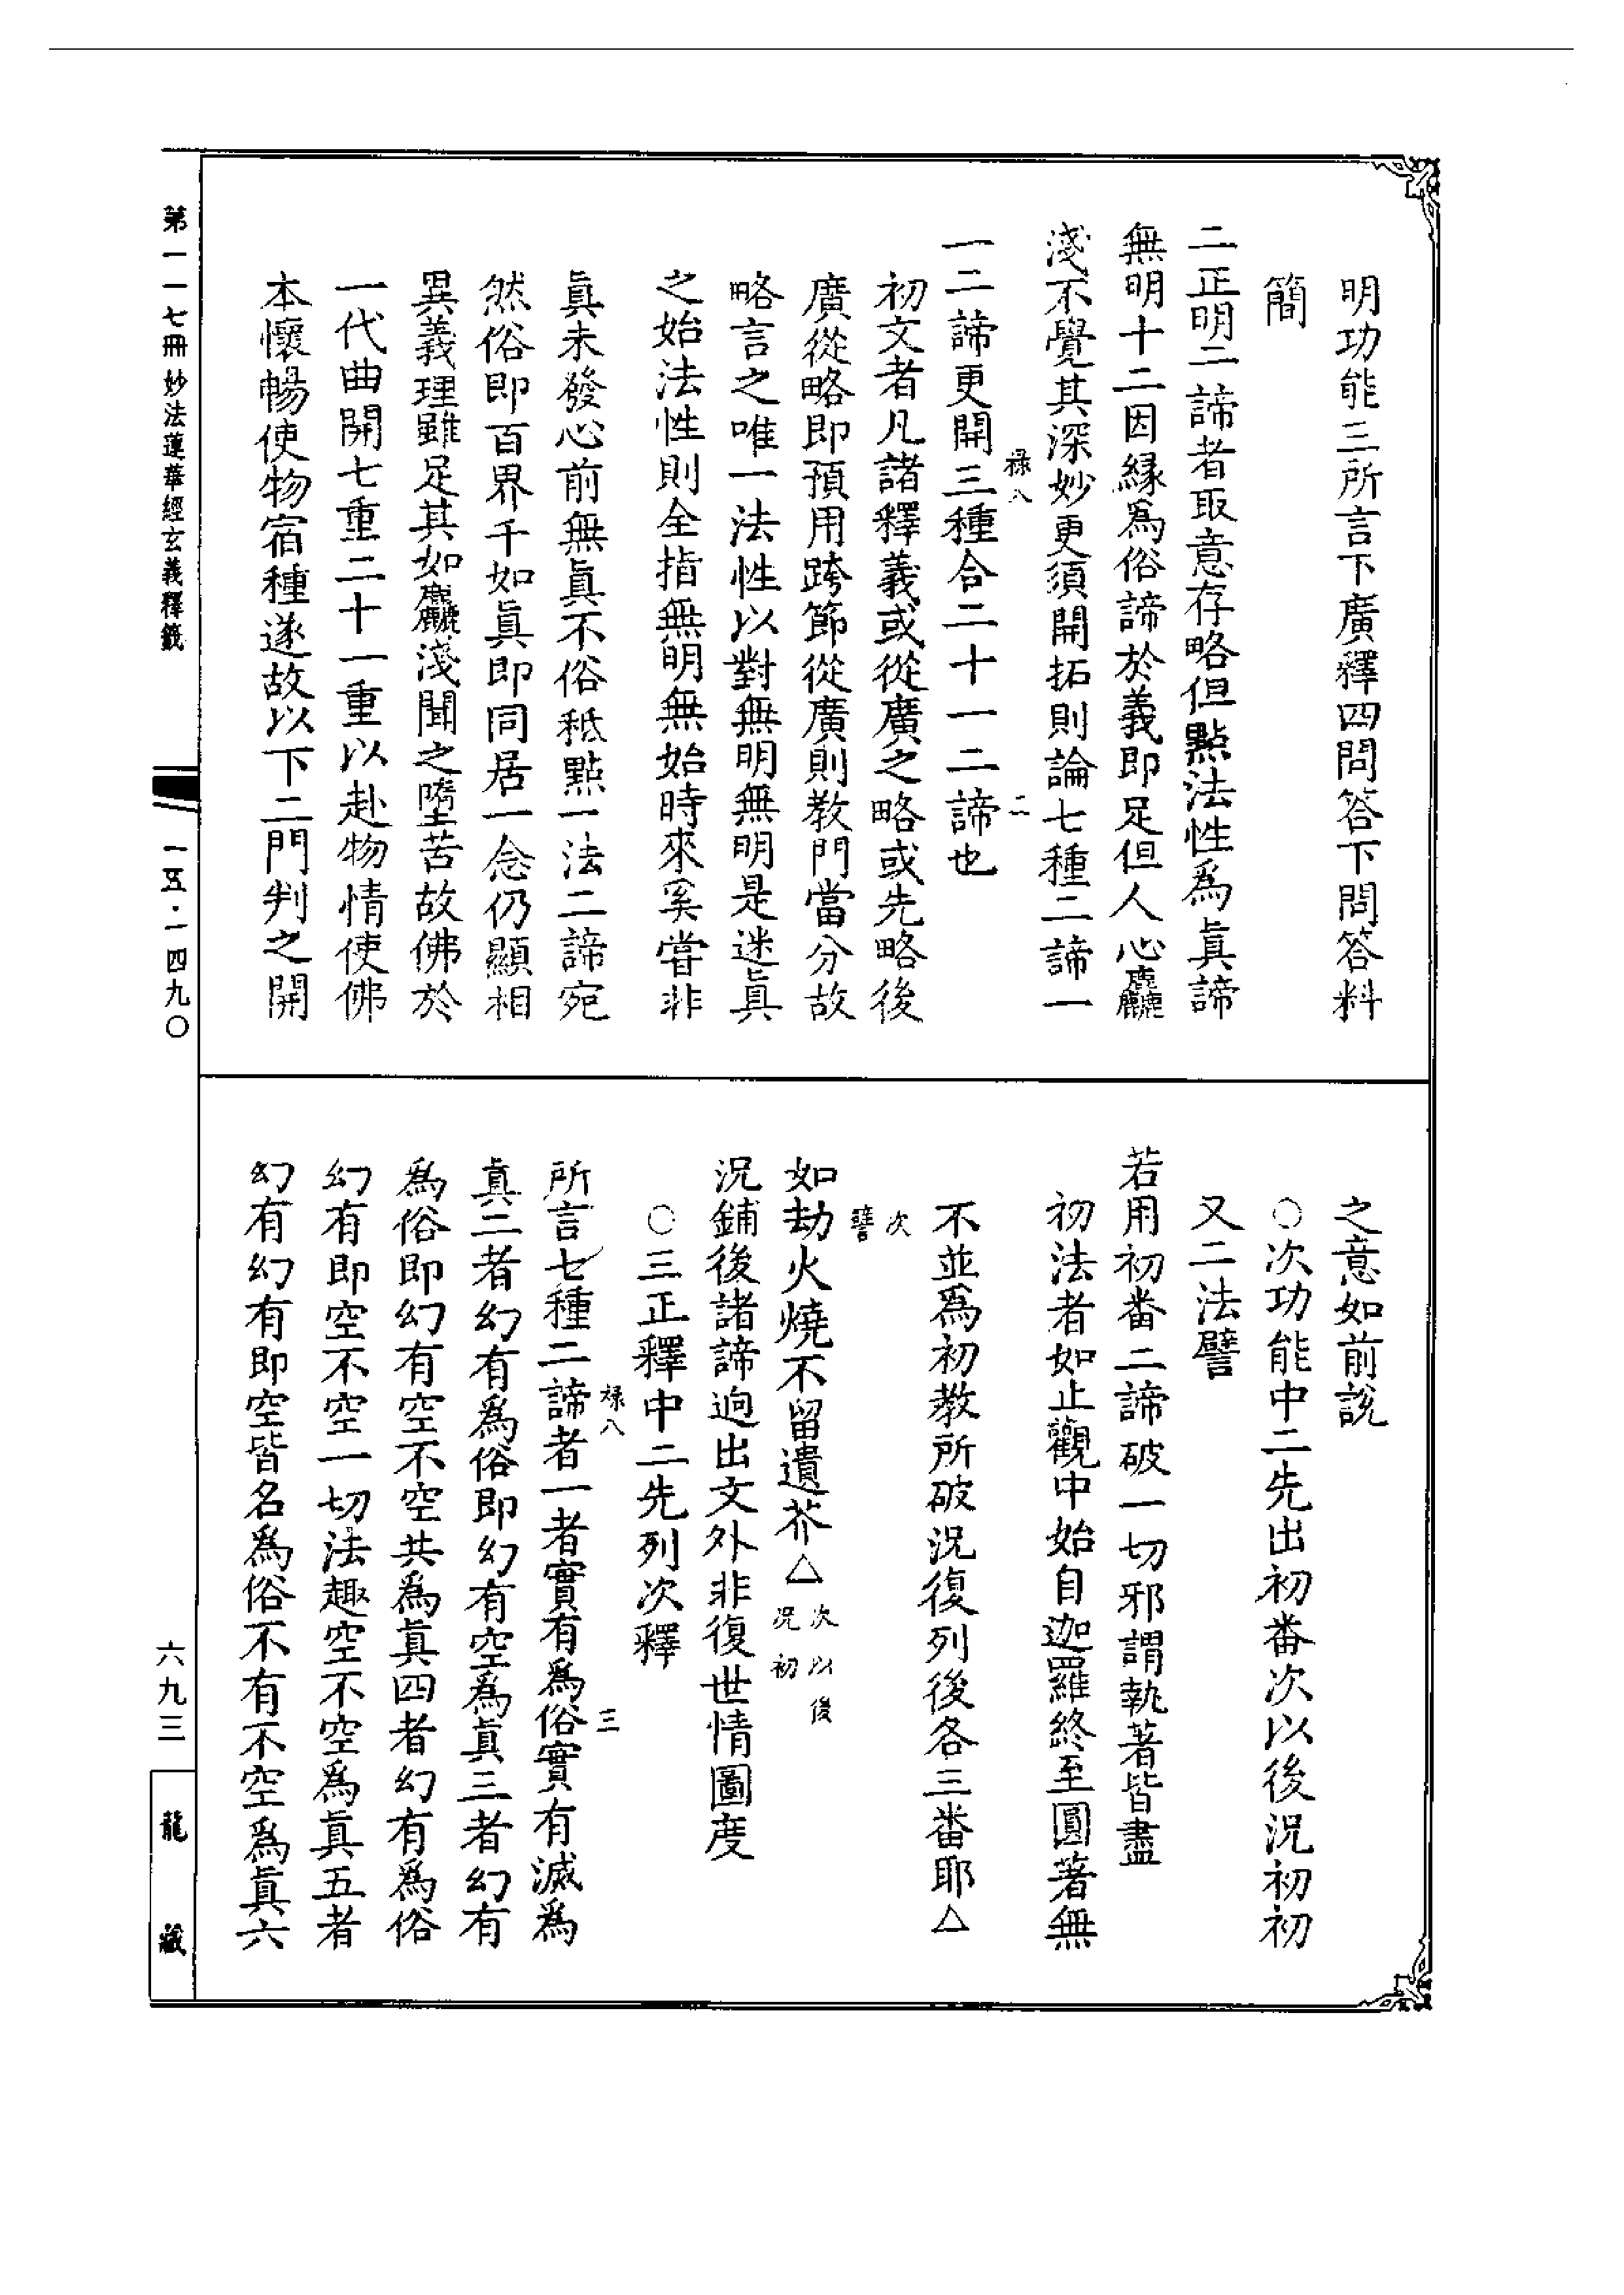 明功能三所言下廣釋四問答下問答料
簡
二正明二諦者取意存略但點法性為真諦
無明十二因緣為俗諦於義即足但人心麤
淺不覺其深妙更須開拓則論七種二諦一
祿八 二
一二諦更開三種合二十一二諦也
初文者凡諸釋義或從廣之略或先略後
廣從略即預用跨節從廣則教門當分故
略言之唯一法性以對無明無明是迷真
之始法性則全指無明無始時來奚嘗非
真未發心前無真不俗秖點一法二諦宛
然俗即百界千如真即同居一念仍顯相
異義理雖足其如麤淺聞之墮苦故佛於
一代曲開七重二十一重以赴物情使佛
本懷暢使物宿種遂故以下二門判之開
之意如前說
○次功能中二先出初番次以後況初初
又二法譬
若用初番二諦破一切邪謂執著皆盡
初法者如止觀中始自迦羅終至圓著無
不並為初教所破況復列後各三番耶△
次
譬
如劫火燒不留遺芥△次以後
況初
況鋪後諸諦迥出文外非復世情圖度
○三正釋中二先列次釋
祿八 三
所言七種二諦者一者實有為俗實有滅為
真二者幻有為俗即幻有空為真三者幻有
為俗即幻有空不空共為真四者幻有為俗
幻有即空不空一切法趣空不空為真五者
幻有幻有即空皆名為俗不有不空為真六
第一一七冊 妙法蓮華經玄義釋籤
一五·一四九〇
六九三
龍藏